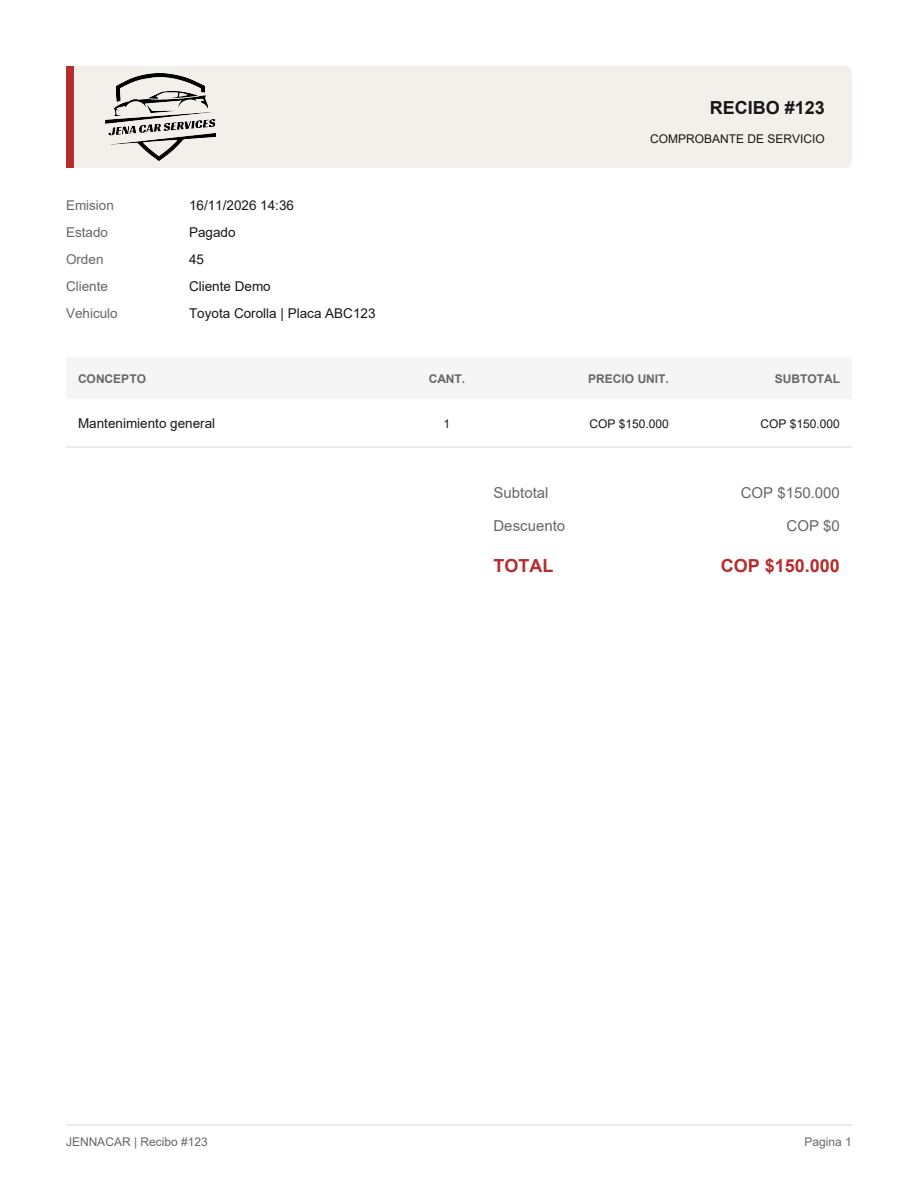 JENA CAR SERVICES
RECIBO #123
COMPROBANTE DE SERVICIO
Emision 16/11/2026 14:36
Estado Pagado
Orden 45
Cliente Cliente Demo
Vehiculo Toyota Corolla | Placa ABC123
CONCEPTO CANT. PRECIO UNIT. SUBTOTAL
Mantenimiento general 1 COP $150.000 COP $150.000
Subtotal COP $150.000
Descuento COP $0
TOTAL COP $150.000
JENNACAR | Recibo #123 Pagina 1